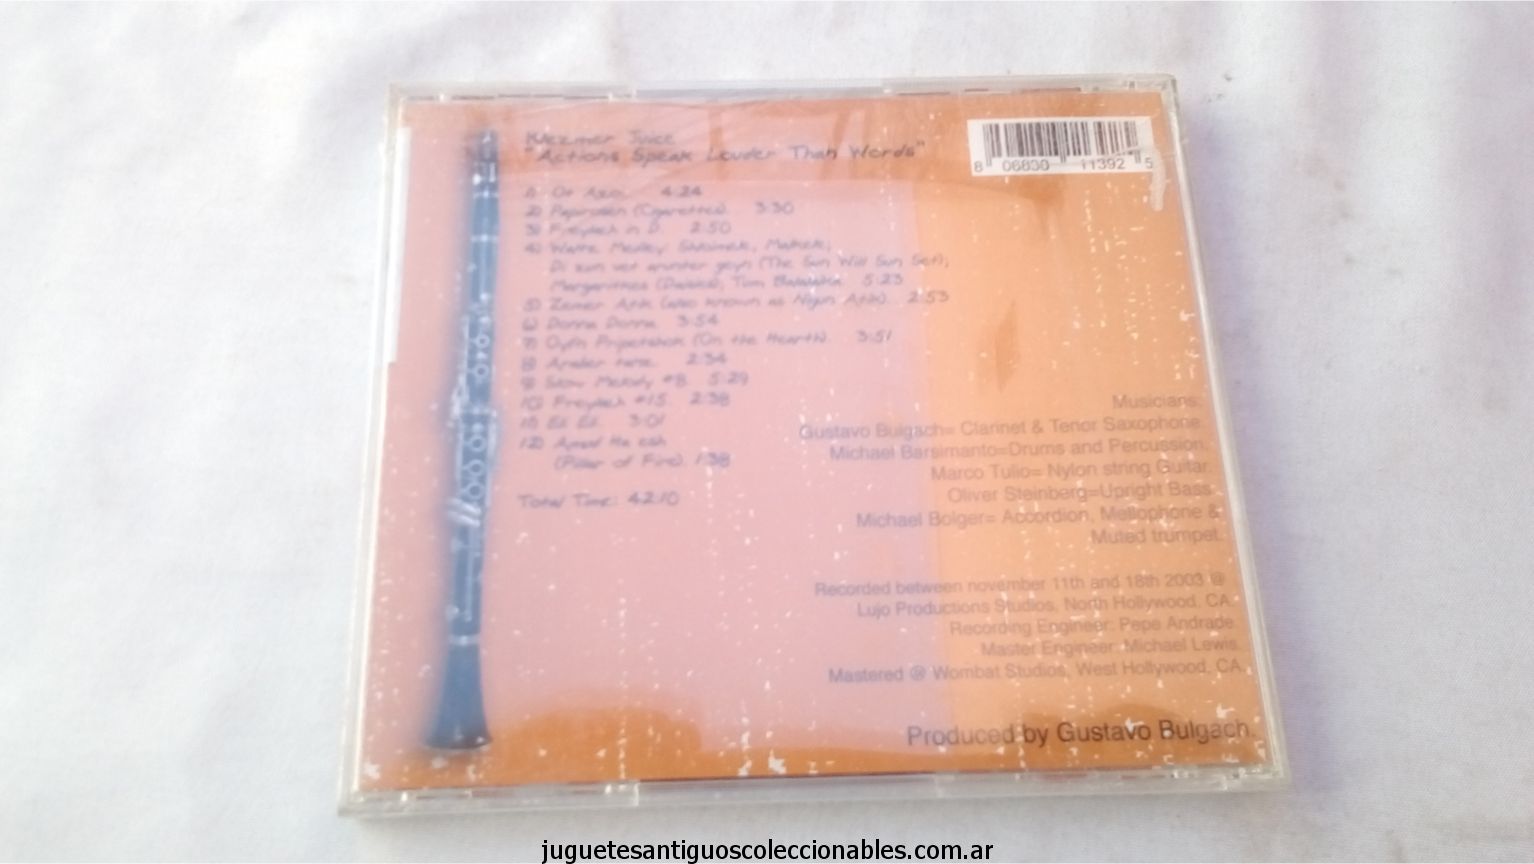 Klezmer Juice
"Actions Speak Louder Than Words"
8 06830 11392 5
1) Ot Azoi. 4:24
2) Papirosen (Cigarettes). 3:30
3) Freylach in D. 2:50
4) Waltz Medley: Shtoinek, Maliek;
Di zun vet arunter geyn (The Sun Will Sun Set);
Margaritkes (Daisies); Tum Balalaika. 5:23
5) Zemer Atik (also known as Nigun Atik). 2:53
6) Donna Donna. 3:54
7) Oyfn Pripetshok (On the Hearth). 3:51
8) Araber tanz. 2:34
9) Slow Melody #8. 5:29
10) Freylach #15. 2:38
11) Eli Eli. 3:01
12) Amud Ha esh
(Pillar of Fire). 1:38
Total Time: 42:10
Musicians:
Gustavo Bulgach= Clarinet & Tenor Saxophone.
Michael Barsimanto=Drums and Percussion.
Marco Tulio= Nylon string Guitar.
Oliver Steinberg=Upright Bass.
Michael Bolger= Accordion, Mellophone &
Muted trumpet.
Recorded between november 11th and 18th 2003 @
Lujo Productions Studios, North Hollywood, CA.
Recording Engineer: Pepe Andrade.
Master Engineer: Michael Lewis.
Mastered @ Wombat Studios, West Hollywood, CA.
Produced by Gustavo Bulgach.
juguetesantiguoscoleccionables.com.ar